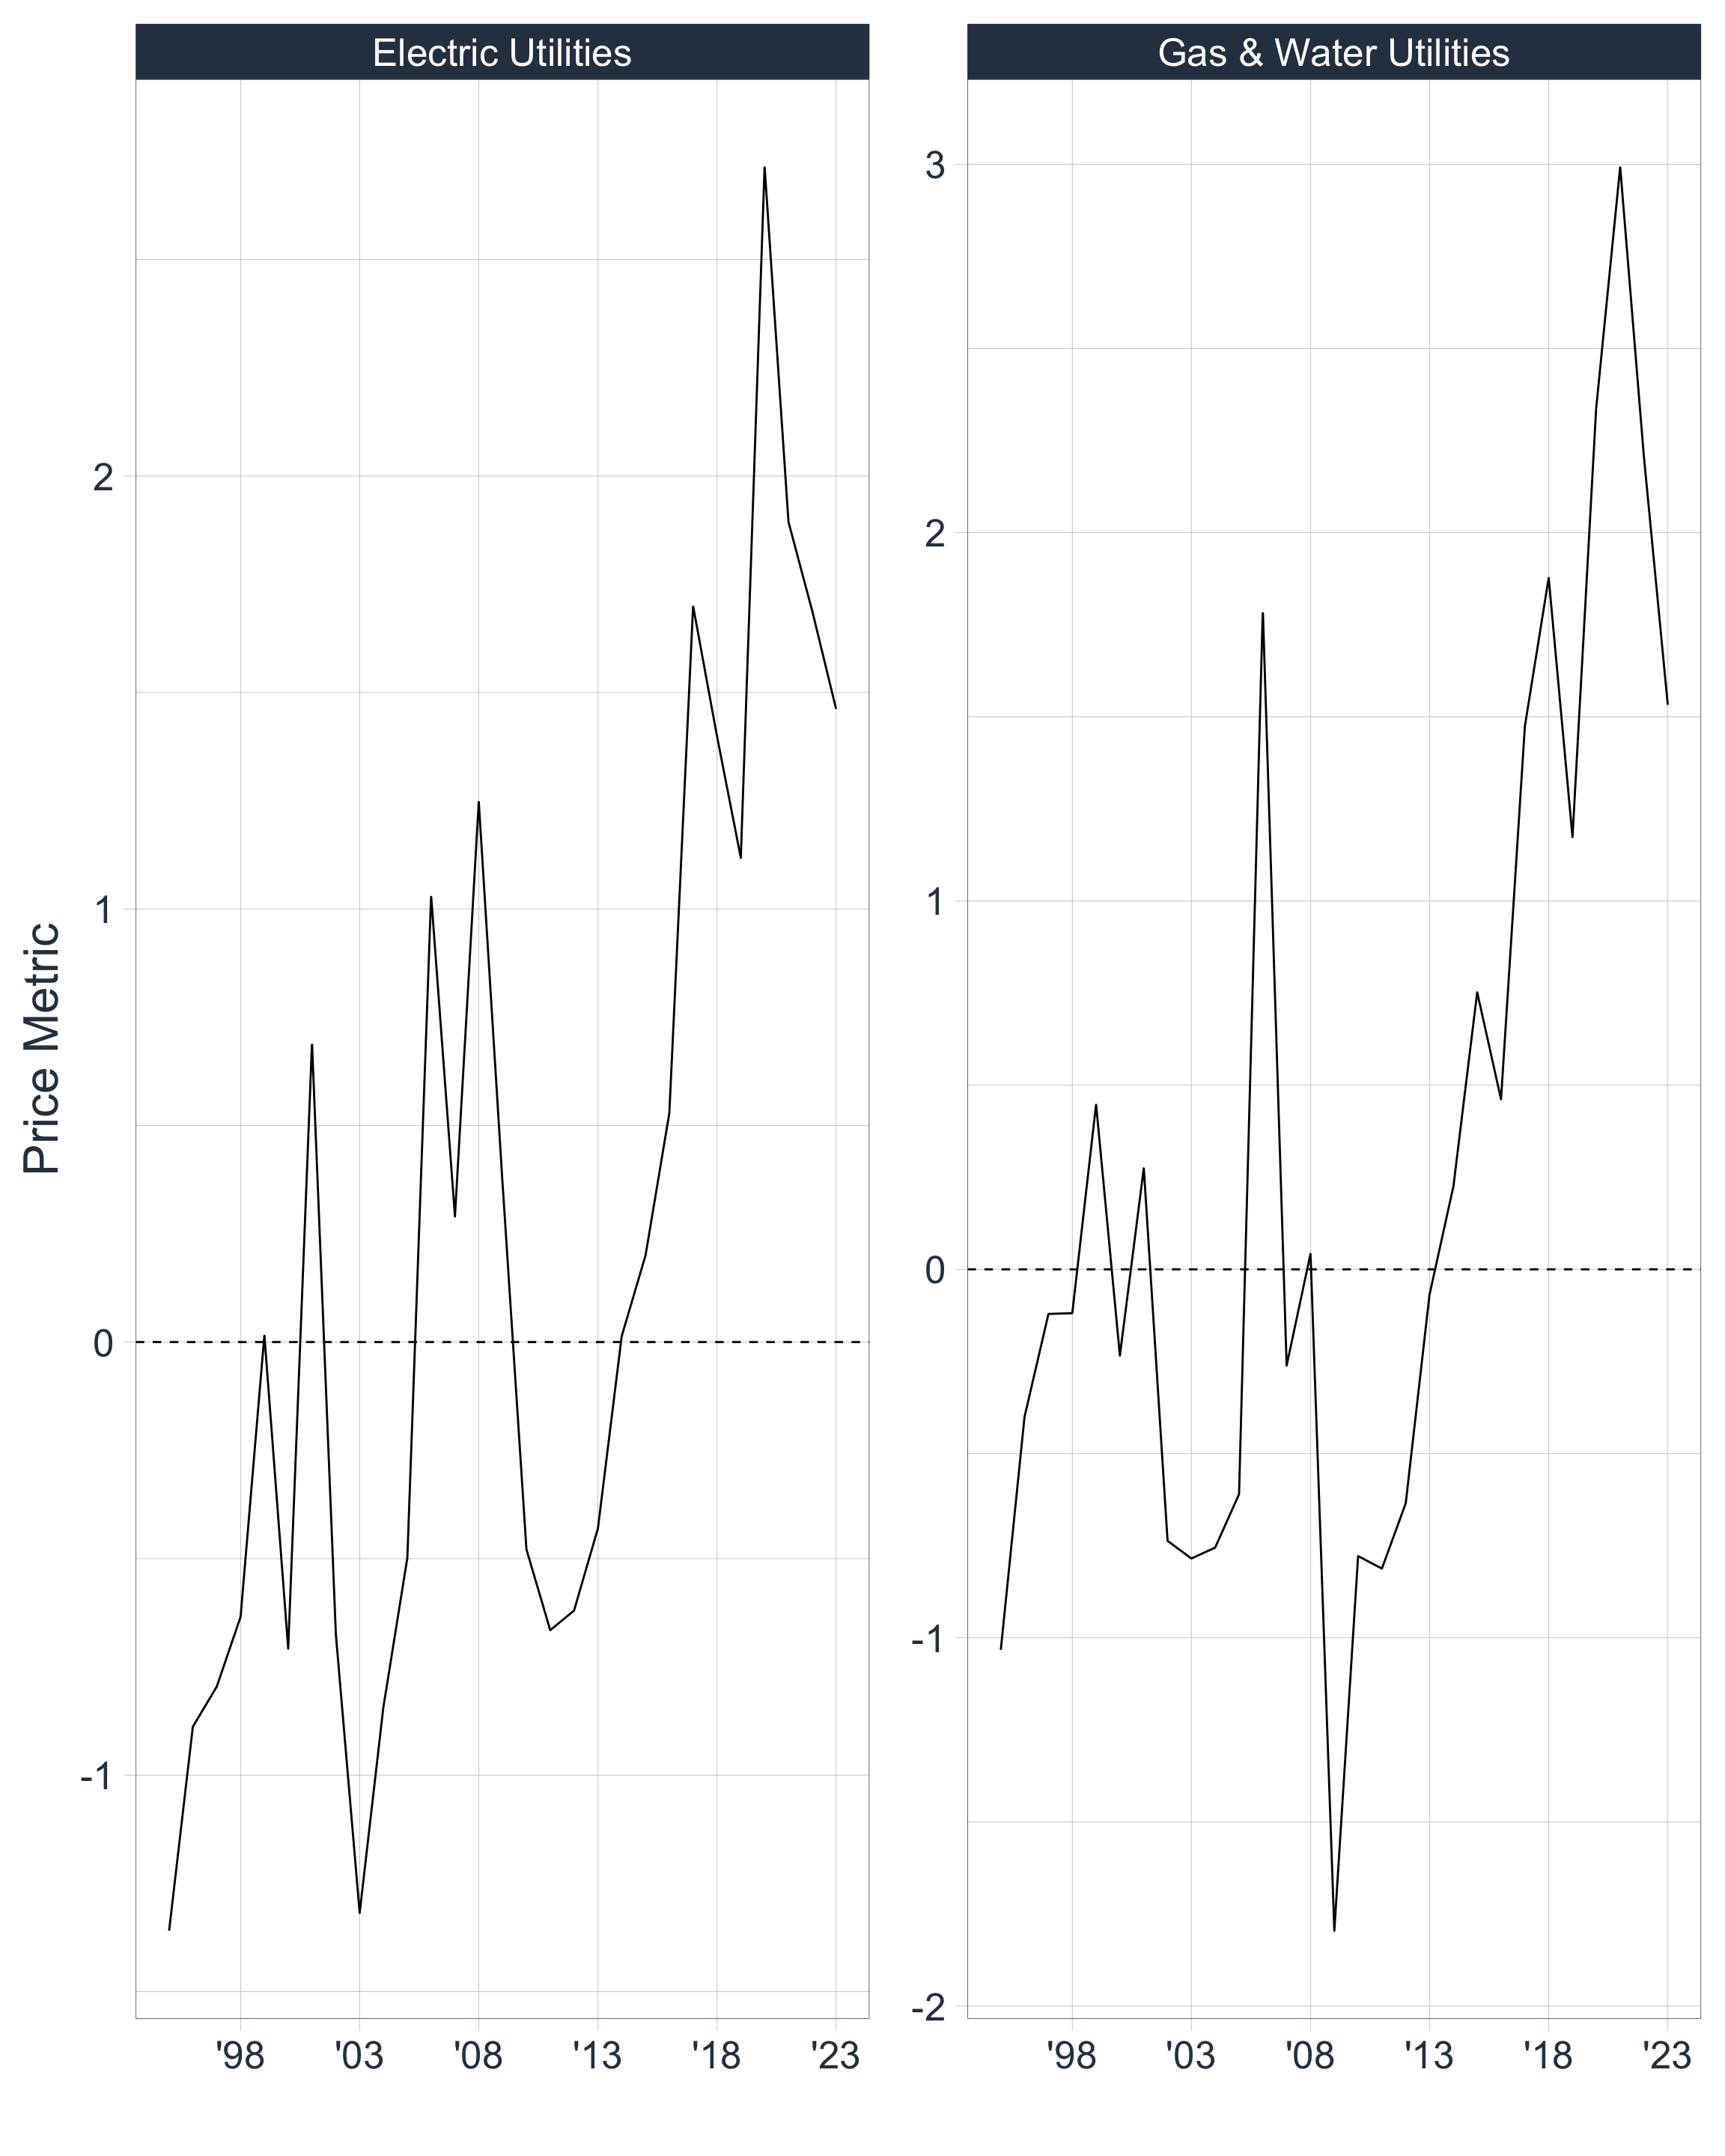 Electric Utilities
Gas & Water Utilities
Price Metric
2
1
0
-1
3
2
1
0
-1
-2
'98 '03 '08 '13 '18 '23
'98 '03 '08 '13 '18 '23